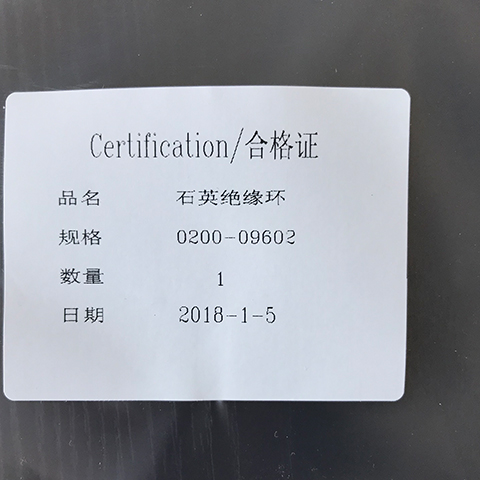 Certification/合格证
品名 石英绝缘环
规格 0200-09602
数量 1
日期 2018-1-5